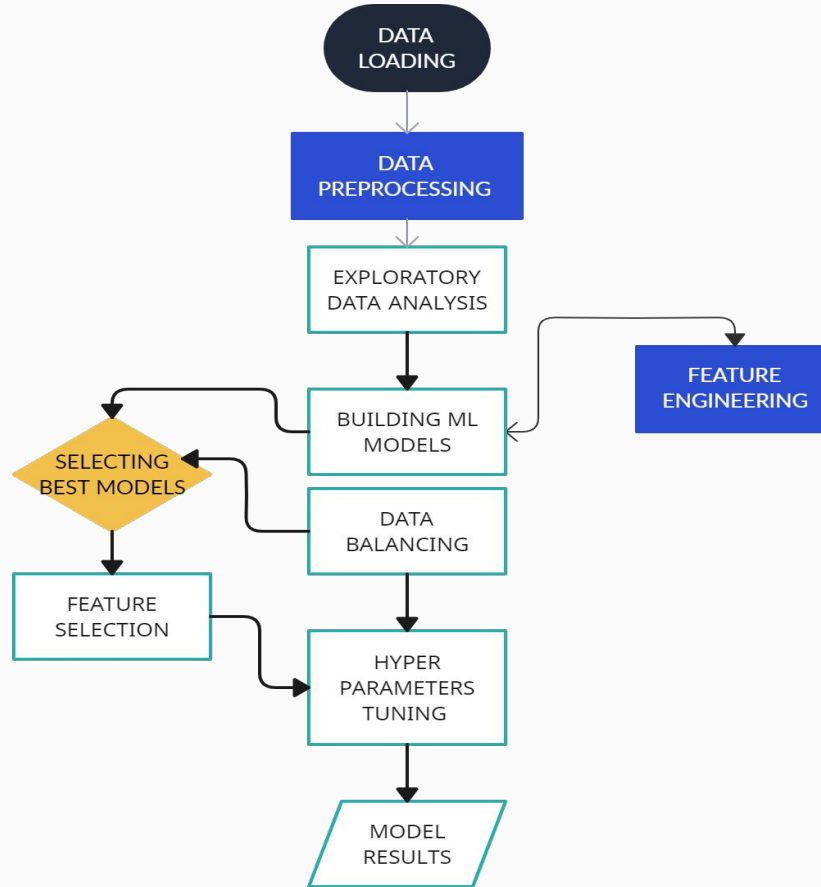 DATA
LOADING
DATA
PREPROCESSING
EXPLORATORY
DATA ANALYSIS
FEATURE
ENGINEERING
BUILDING ML
MODELS
SELECTING
BEST MODELS
DATA
BALANCING
FEATURE
SELECTION
HYPER
PARAMETERS
TUNING
MODEL
RESULTS